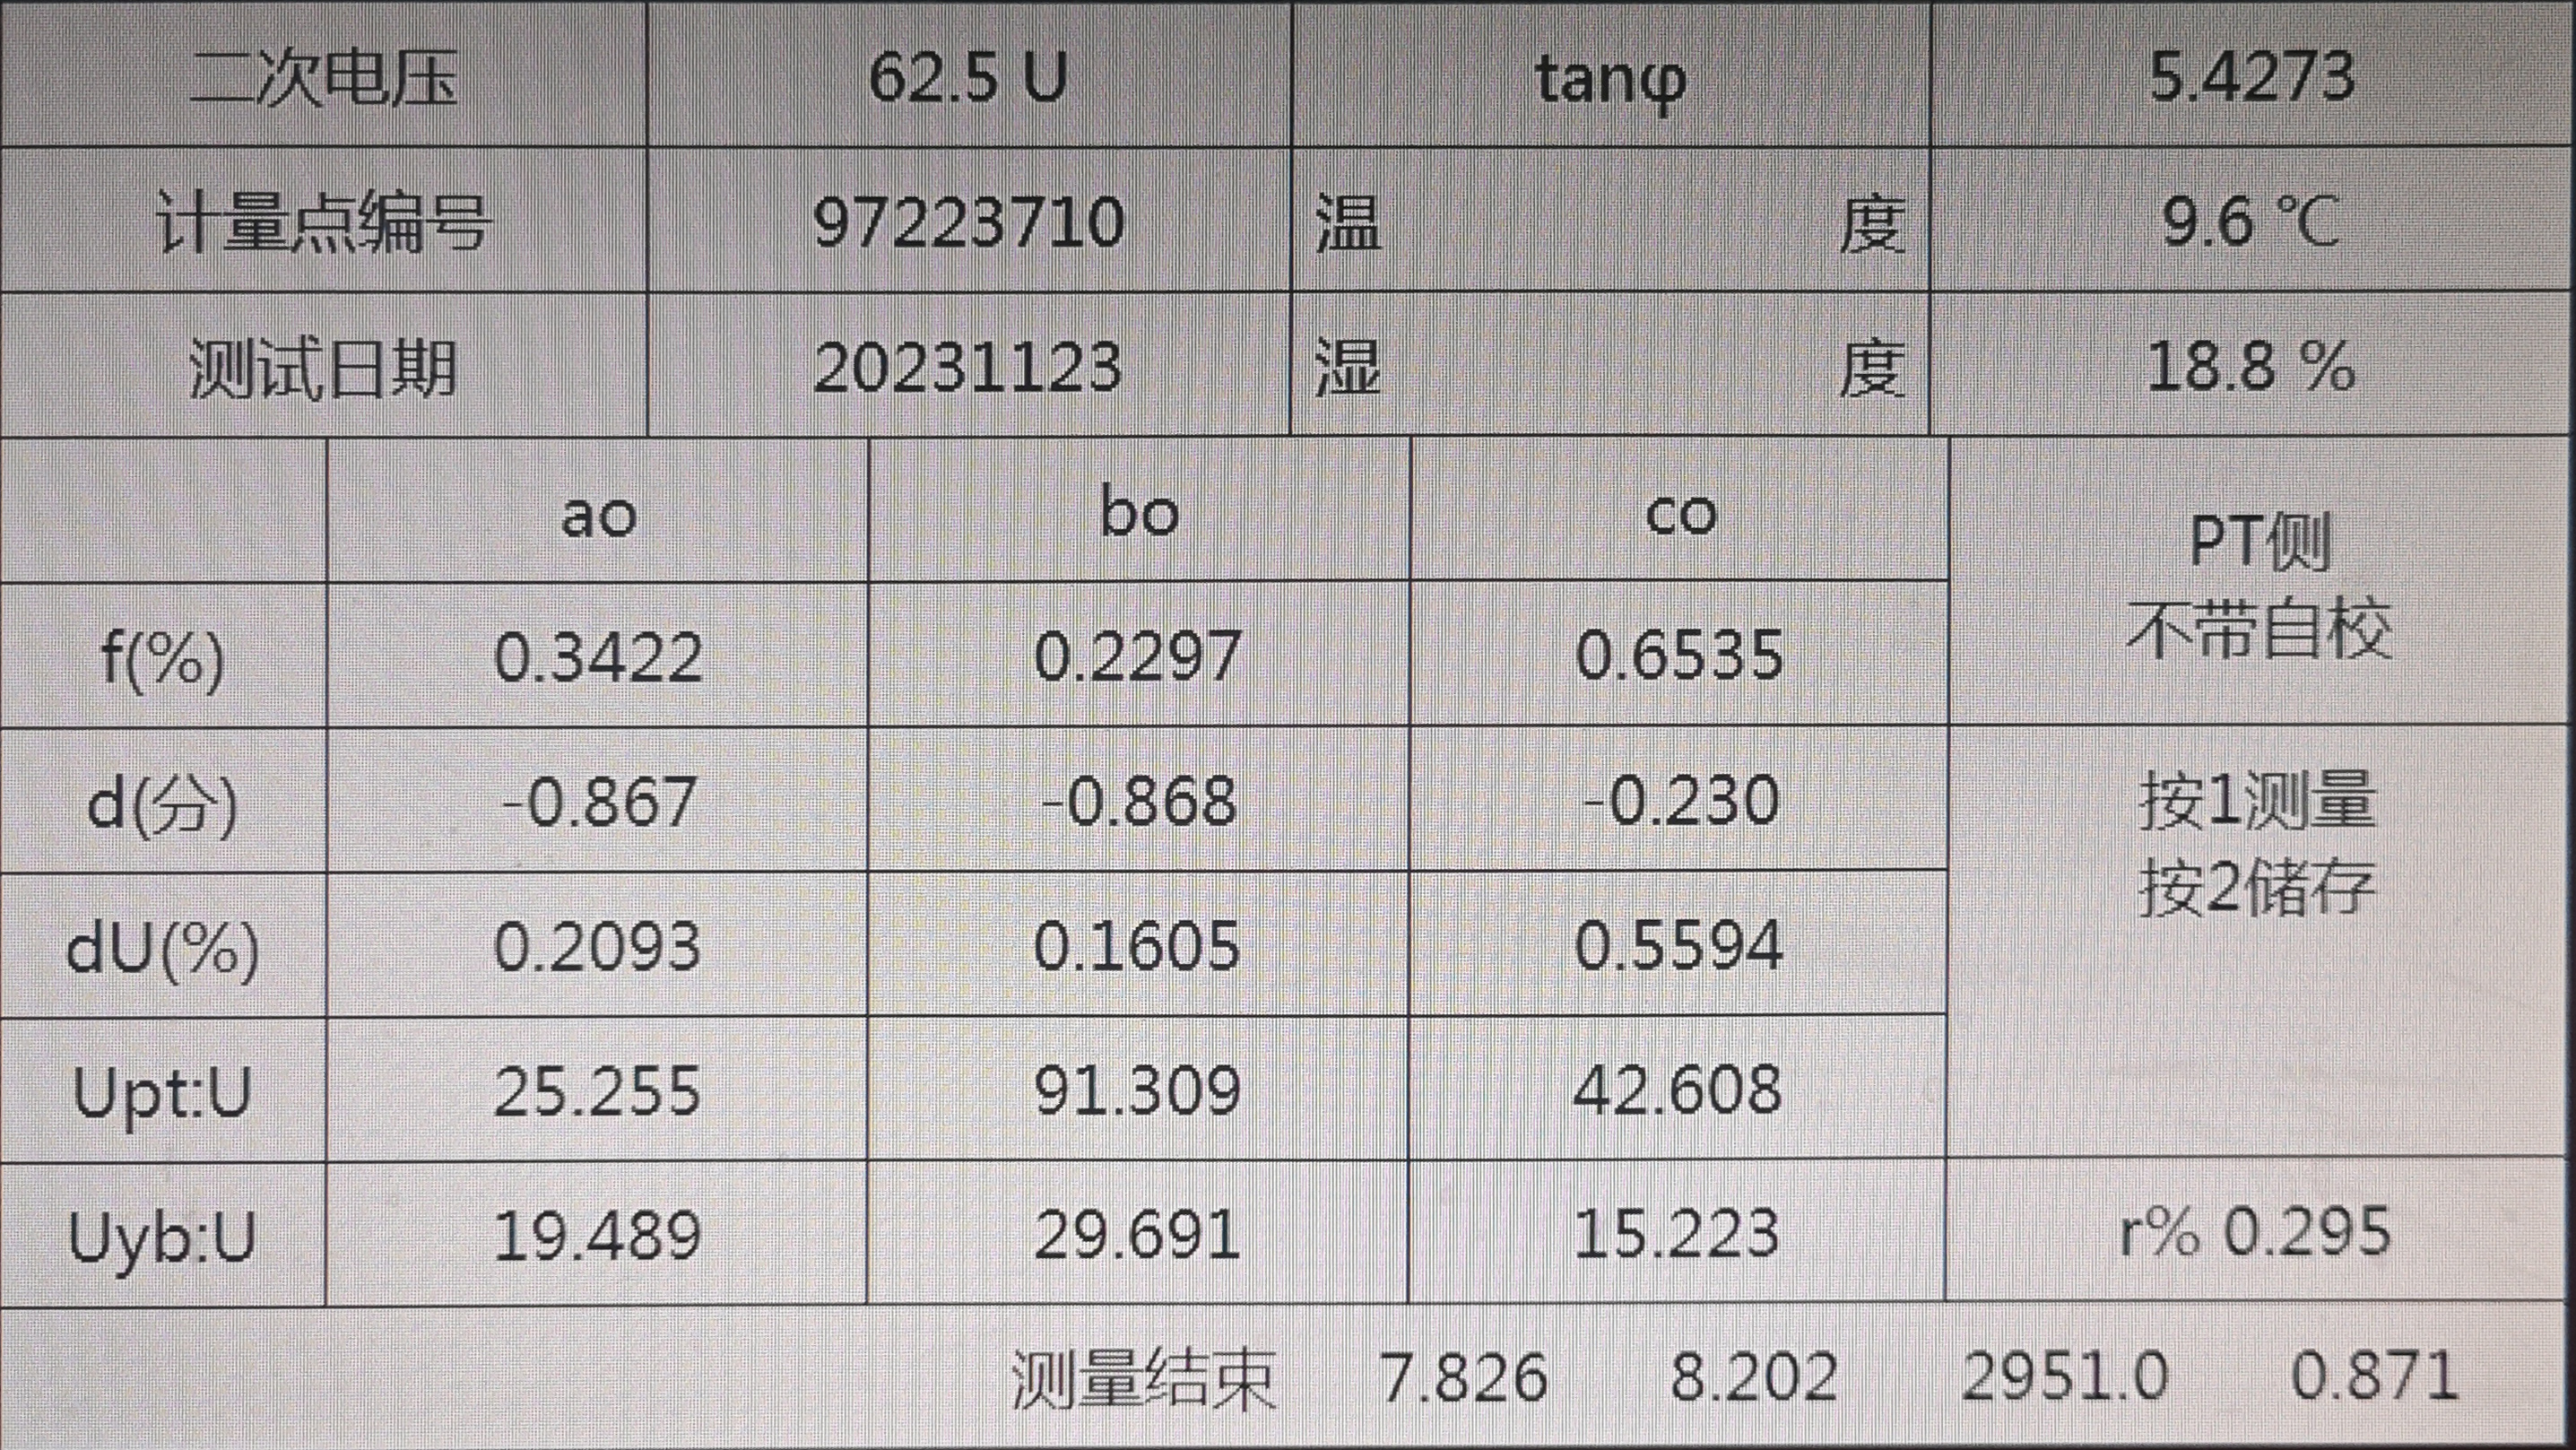 二次电压 62.5 U tanφ 5.4273
计量点编号 97223710 温度 9.6 ℃
测试日期 20231123 湿度 18.8 %
ao bo co PT侧
不带自校
f(%) 0.3422 0.2297 0.6535
d(分) -0.867 -0.868 -0.230 按1测量
按2储存
dU(%) 0.2093 0.1605 0.5594
Upt:U 25.255 91.309 42.608
Uyb:U 19.489 29.691 15.223 r% 0.295
测量结束 7.826 8.202 2951.0 0.871